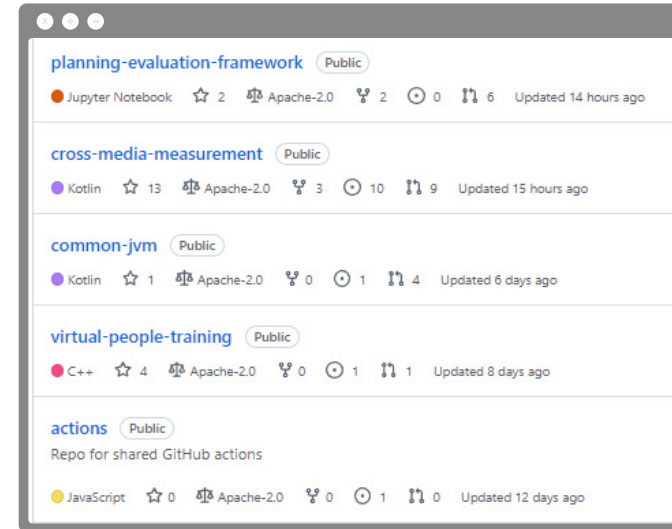 planning-evaluation-framework Public
Jupyter Notebook 2 Apache-2.0 2 0 6 Updated 14 hours ago
cross-media-measurement Public
Kotlin 13 Apache-2.0 3 10 9 Updated 15 hours ago
common-jvm Public
Kotlin 1 Apache-2.0 0 1 4 Updated 6 days ago
virtual-people-training Public
C++ 4 Apache-2.0 0 1 1 Updated 8 days ago
actions Public
Repo for shared GitHub actions
JavaScript 0 Apache-2.0 0 1 0 Updated 12 days ago